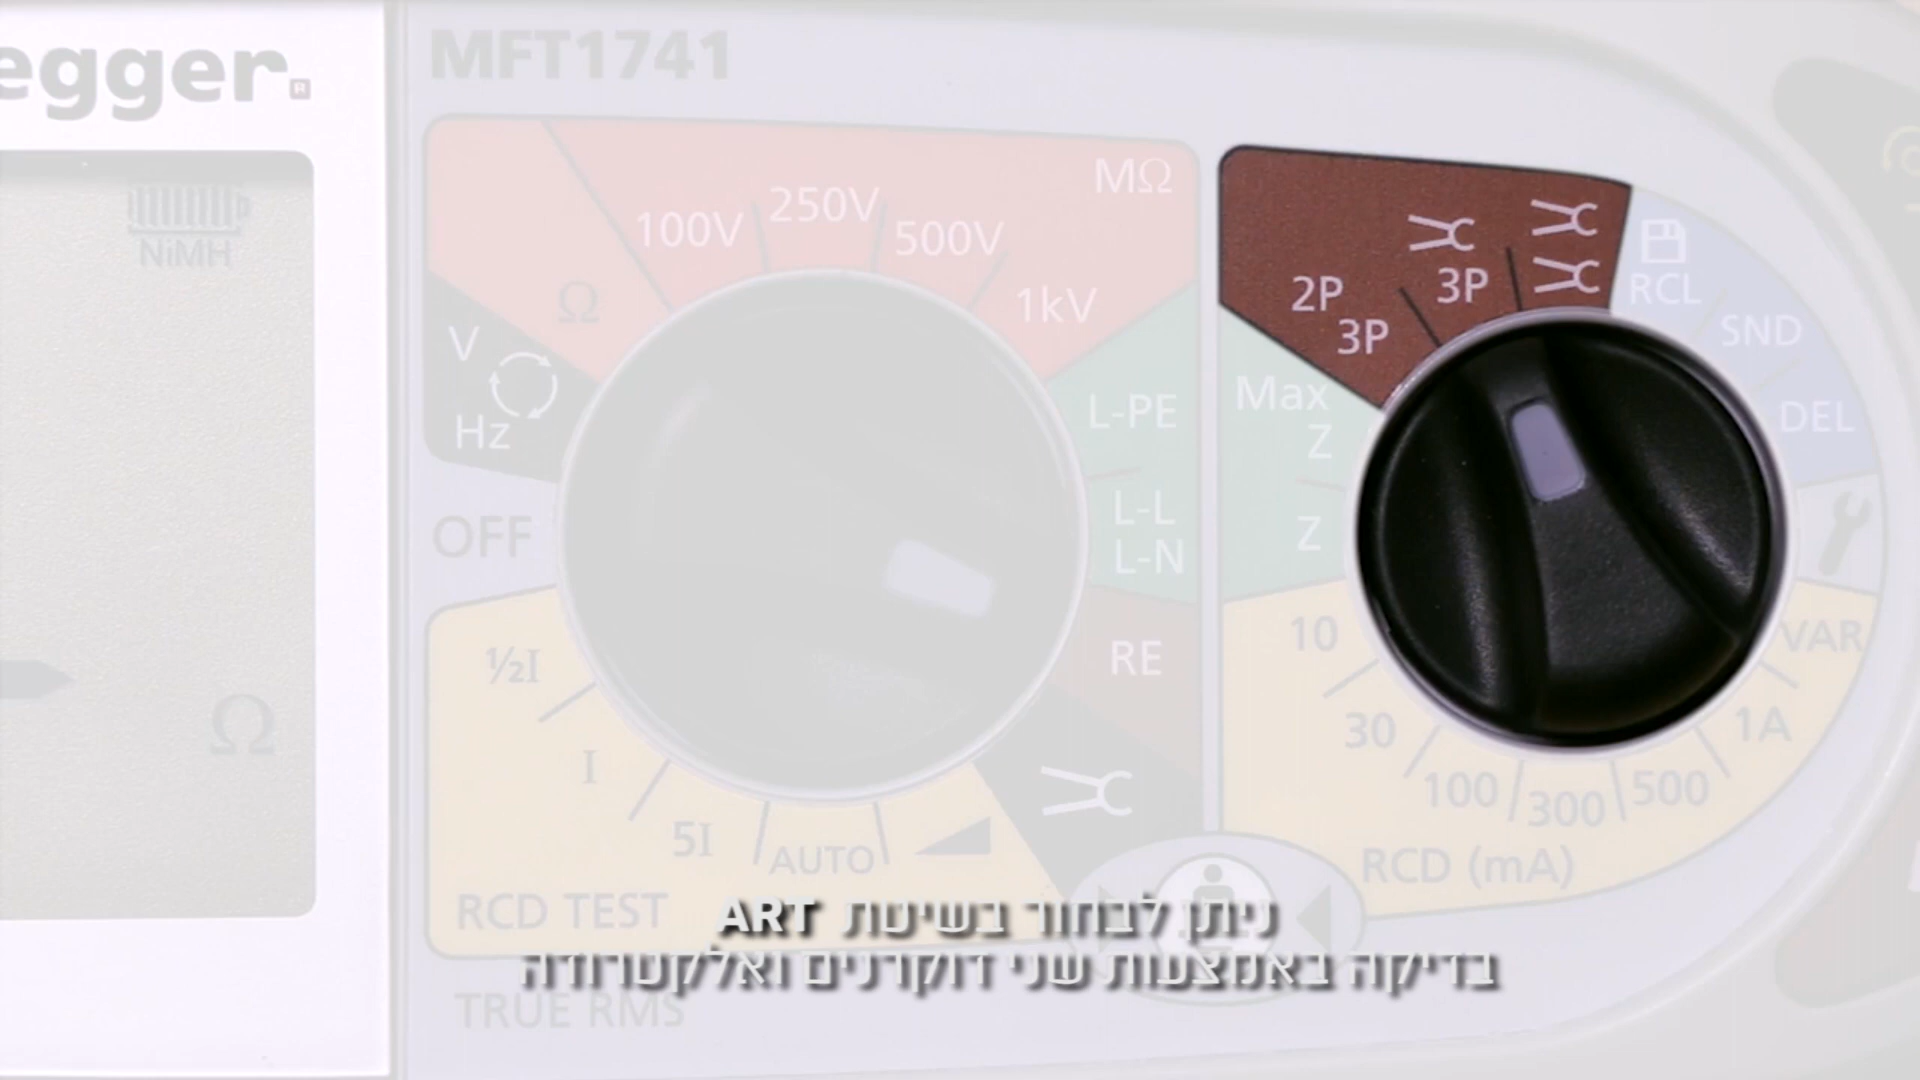 egger®
MFT1741
NiMH
Ω
MΩ
100V
250V
500V
1kV
Ω
V
Hz
OFF
L-PE
L-L
L-N
RE
½I
I
5I
AUTO
RCD TEST
TRUE RMS
2P
3P
3P
RCL
SND
DEL
Max
Z
Z
10
30
100
300
500
1A
VAR
RCD (mA)
ניתן לבחור בשיטת ART
בדיקה באמצעות שני דוקרנים ואלקטרודה